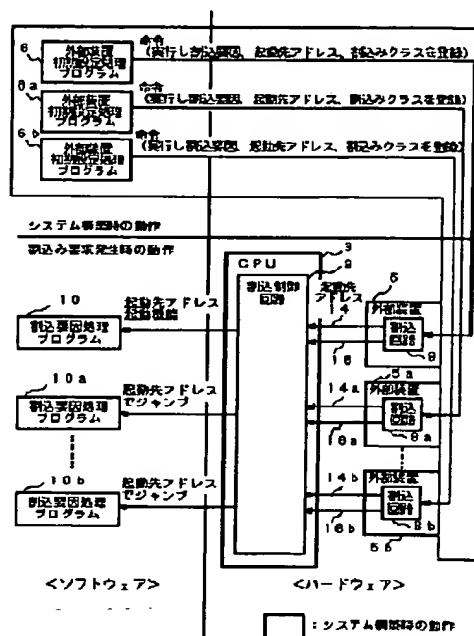 6
外部装置
初期設定処理
プログラム
命令
(実行し割込要因、起動先アドレス、割込みクラスを登録)
6a
外部装置
初期設定処理
プログラム
命令
(実行し割込要因、起動先アドレス、割込みクラスを登録)
6b
外部装置
初期設定処理
プログラム
命令
(実行し割込要因、起動先アドレス、割込みクラスを登録)
システム構築時の動作
割込み要求発生時の動作
3
CPU
2
割込制御
回路
起動先
アドレス
10
割込要因処理
プログラム
起動先アドレス
起動機能
14
16
5
外部装置
割込
回路
9
10a
割込要因処理
プログラム
起動先アドレス
でジャンプ
14a
16a
5a
外部装置
割込
回路
9a
10b
割込要因処理
プログラム
起動先アドレス
でジャンプ
14b
16b
外部装置
割込
回路
9b
5b
<ソフトウェア>
<ハードウェア>
:システム構築時の動作